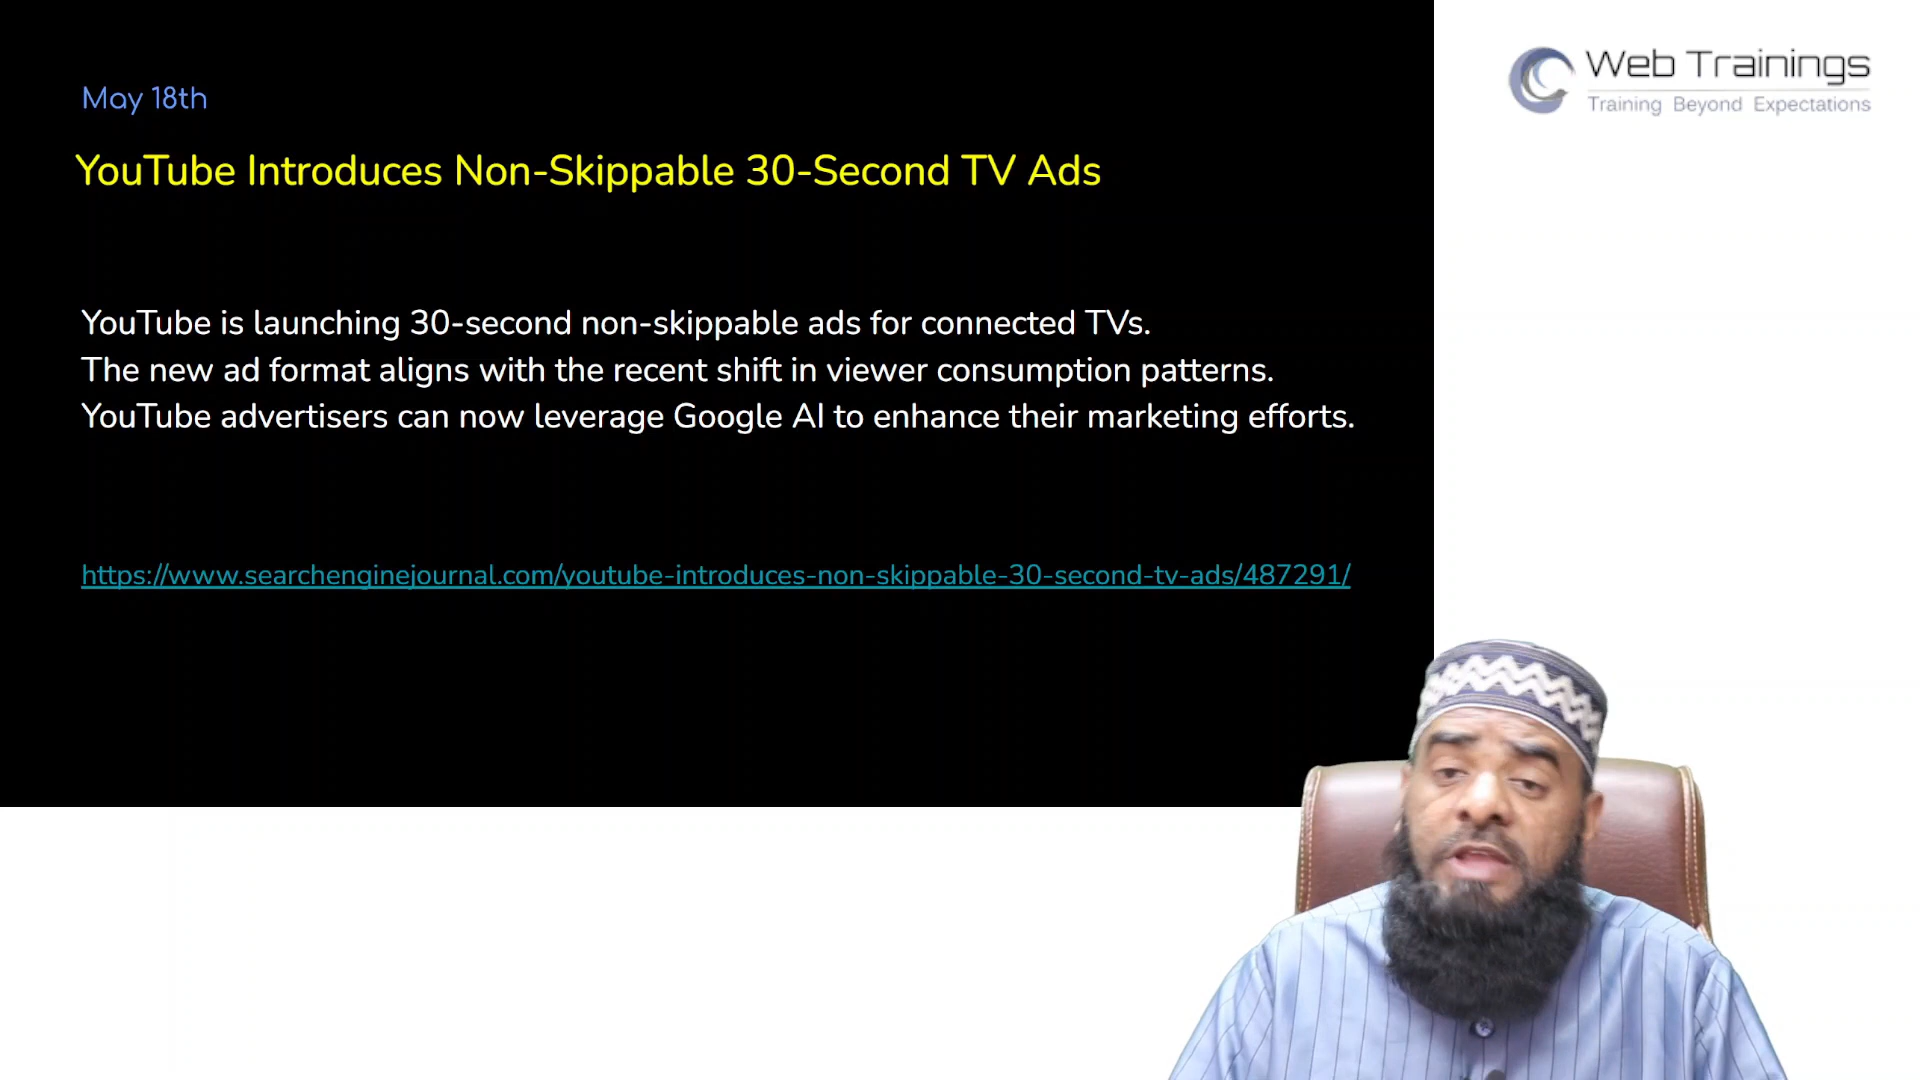 May 18th
Web Trainings
Training Beyond Expectations
YouTube Introduces Non-Skippable 30-Second TV Ads
YouTube is launching 30-second non-skippable ads for connected TVs.
The new ad format aligns with the recent shift in viewer consumption patterns.
YouTube advertisers can now leverage Google AI to enhance their marketing efforts.
https://www.searchenginejournal.com/youtube-introduces-non-skippable-30-second-tv-ads/487291/